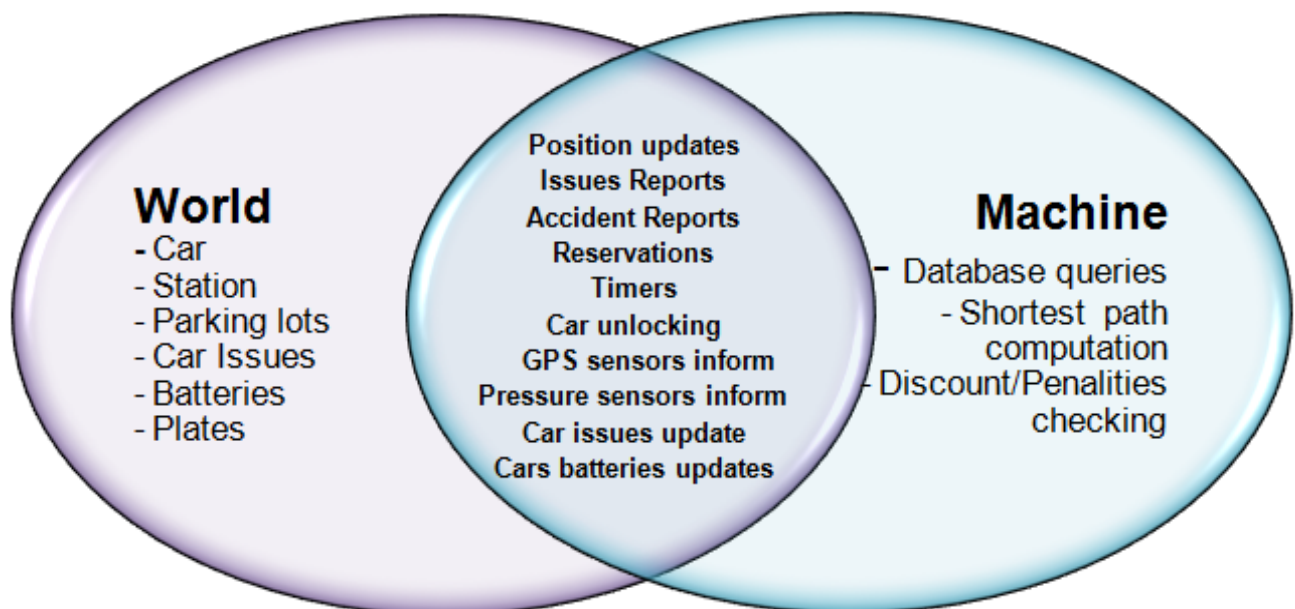 World
- Car
- Station
- Parking lots
- Car Issues
- Batteries
- Plates
Position updates
Issues Reports
Accident Reports
Reservations
Timers
Car unlocking
GPS sensors inform
Pressure sensors inform
Car issues update
Cars batteries updates
Machine
- Database queries
- Shortest path
computation
- Discount/Penalities
checking